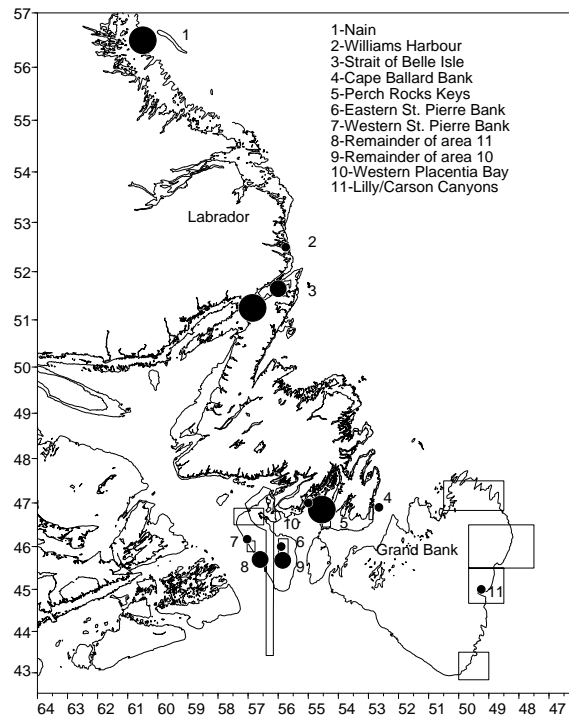 57
56
55
54
53
52
51
50
49
48
47
46
45
44
43
1-Nain
2-Williams Harbour
3-Strait of Belle Isle
4-Cape Ballard Bank
5-Perch Rocks Keys
6-Eastern St. Pierre Bank
7-Western St. Pierre Bank
8-Remainder of area 11
9-Remainder of area 10
10-Western Placentia Bay
11-Lilly/Carson Canyons
1
Labrador
2
3
4
10
5
7
6
Grand Bank
8
9
11
64 63 62 61 60 59 58 57 56 55 54 53 52 51 50 49 48 47